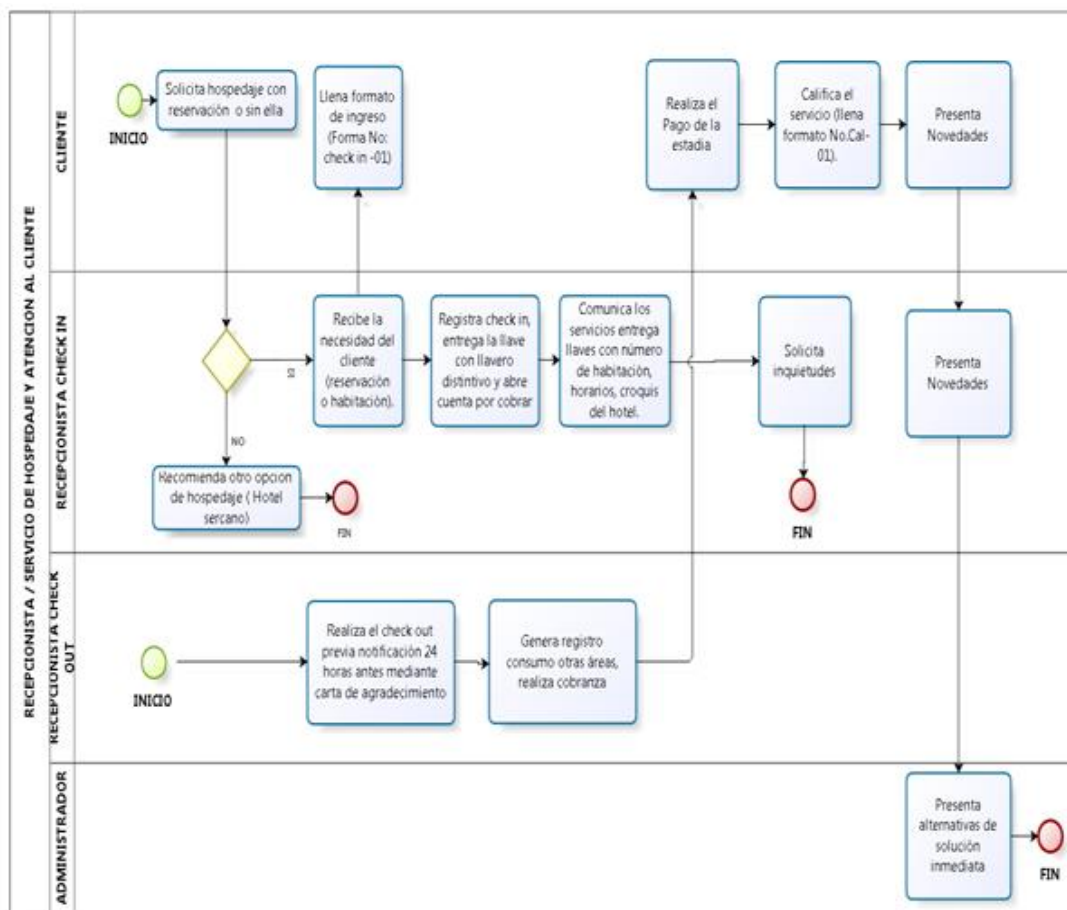 RECEPCIONISTA / SERVICIO DE HOSPEDAJE Y ATENCION AL CLIENTE
CLIENTE
INICIO
Solicita hospedaje con
reservación o sin ella
Llena formato
de ingreso
(Forma No:
check in -01)
Realiza el
Pago de la
estadia
Califica el
servicio (llena
formato No.Cal-
01).
Presenta
Novedades
RECEPCIONISTA CHECK IN
SI
NO
Recibe la
necesidad del
cliente
(reservación
o habitación).
Registra check in,
entrega la llave
con llavero
distintivo y abre
cuenta por cobrar
Comunica los
servicios entrega
llaves con número
de habitación,
horarios, croquis
del hotel.
Solicita
inquietudes
Presenta
Novedades
Recomienda otro opcion
de hospedaje ( Hotel
sercano)
FIN
FIN
RECEPCIONISTA CHECK
OUT
INICIO
Realiza el check out
previa notificación 24
horas antes mediante
carta de agradecimiento
Genera registro
consumo otras áreas,
realiza cobranza
ADMINISTRADOR
Presenta
alternativas de
solución
inmediata
FIN